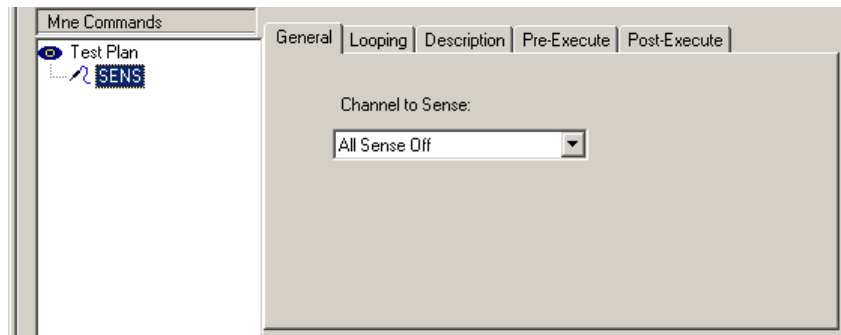 Mne Commands
Test Plan
SENS
General Looping Description Pre-Execute Post-Execute
Channel to Sense:
All Sense Off